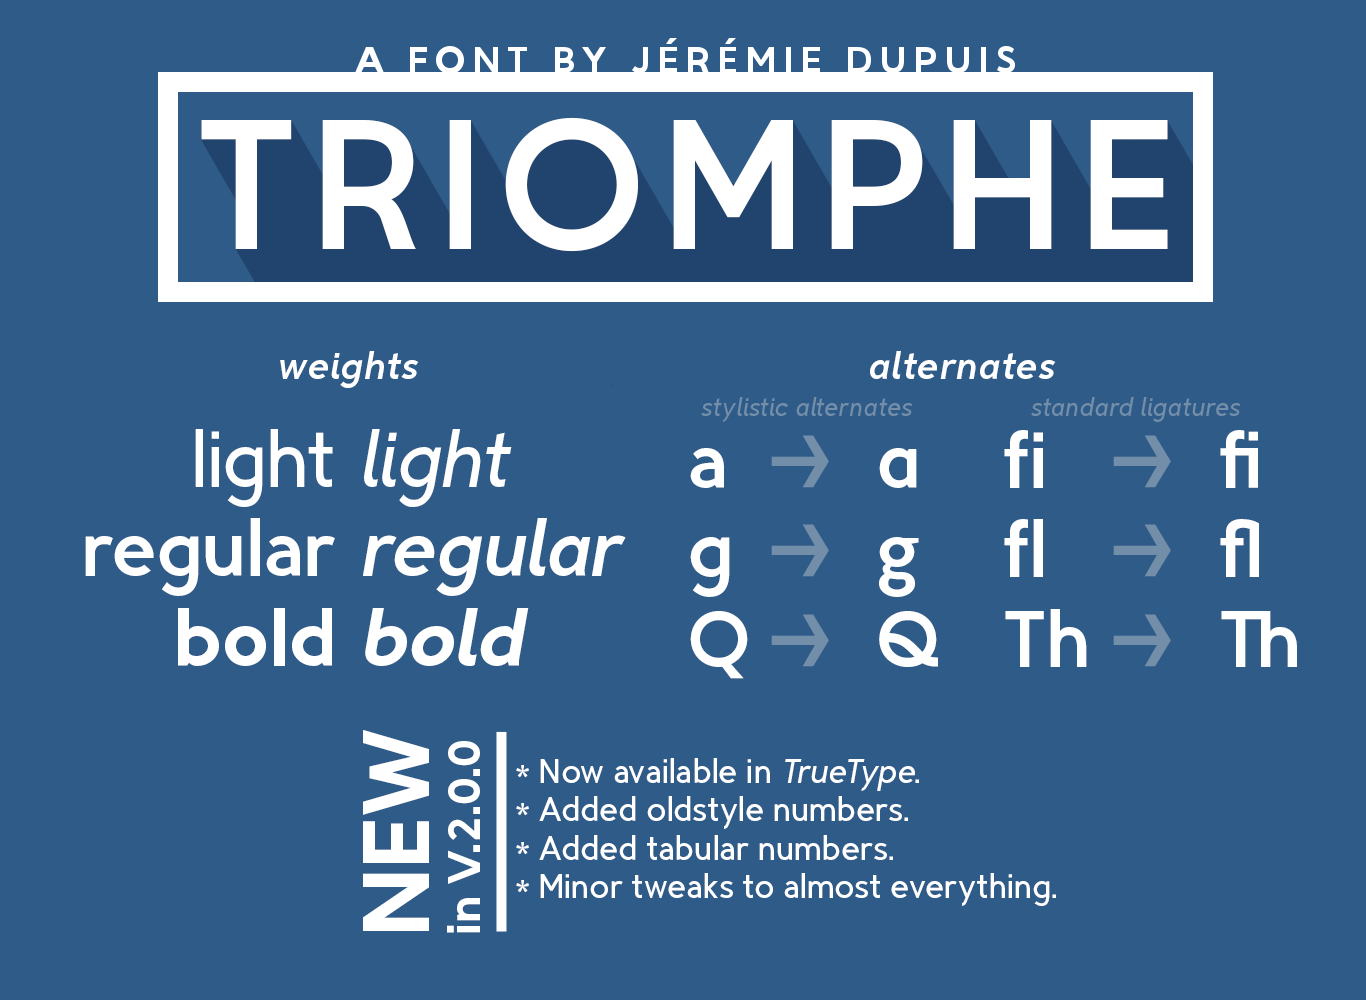 A FONT BY JÉRÉMIE DUPUIS
TRIOMPHE
weights
light light
regular regular
bold bold
alternates
stylistic alternates standard ligatures
a → a fi → fi
g → g fl → fl
Q → Q Th → Th
NEW
in V.2.0.0
* Now available in TrueType.
* Added oldstyle numbers.
* Added tabular numbers.
* Minor tweaks to almost everything.